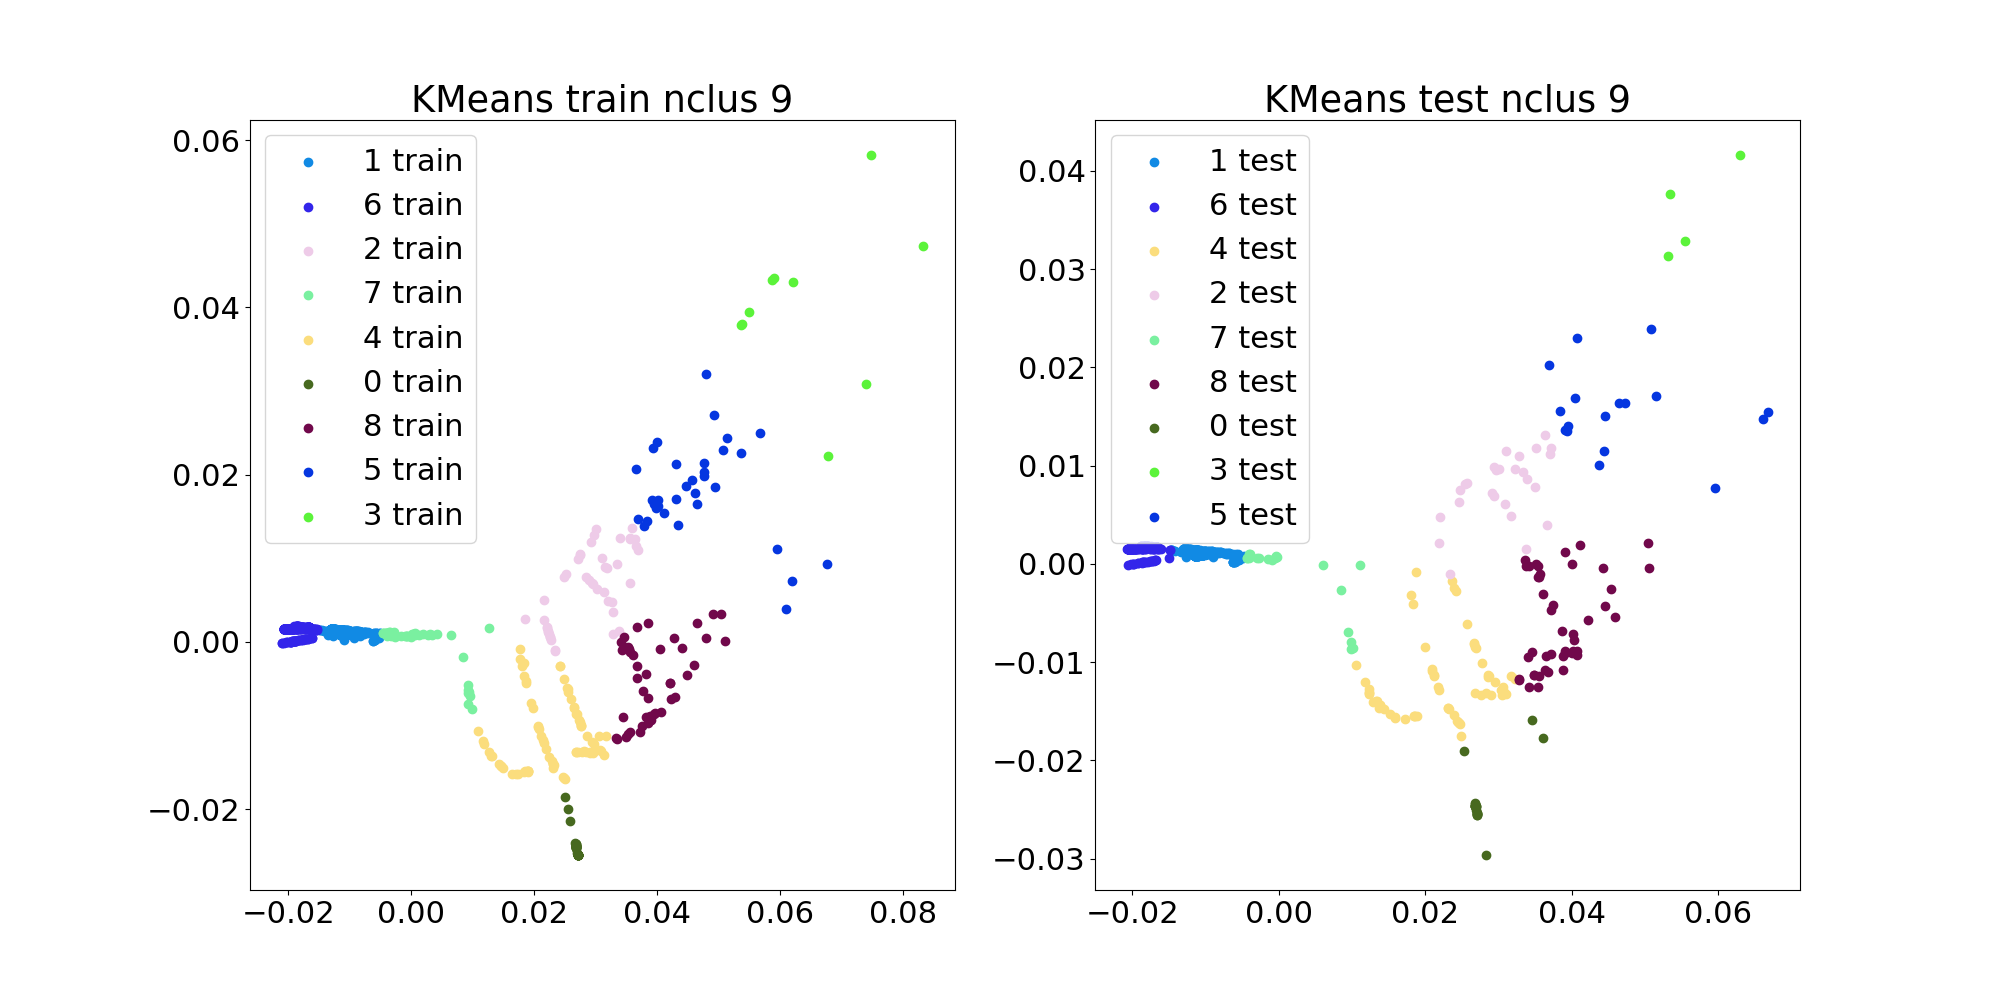 KMeans train nclus 9
0.06
0.04
0.02
0.00
−0.02
1 train
6 train
2 train
7 train
4 train
0 train
8 train
5 train
3 train
−0.02 0.00 0.02 0.04 0.06 0.08
KMeans test nclus 9
0.04
0.03
0.02
0.01
0.00
−0.01
−0.02
−0.03
1 test
6 test
4 test
2 test
7 test
8 test
0 test
3 test
5 test
−0.02 0.00 0.02 0.04 0.06